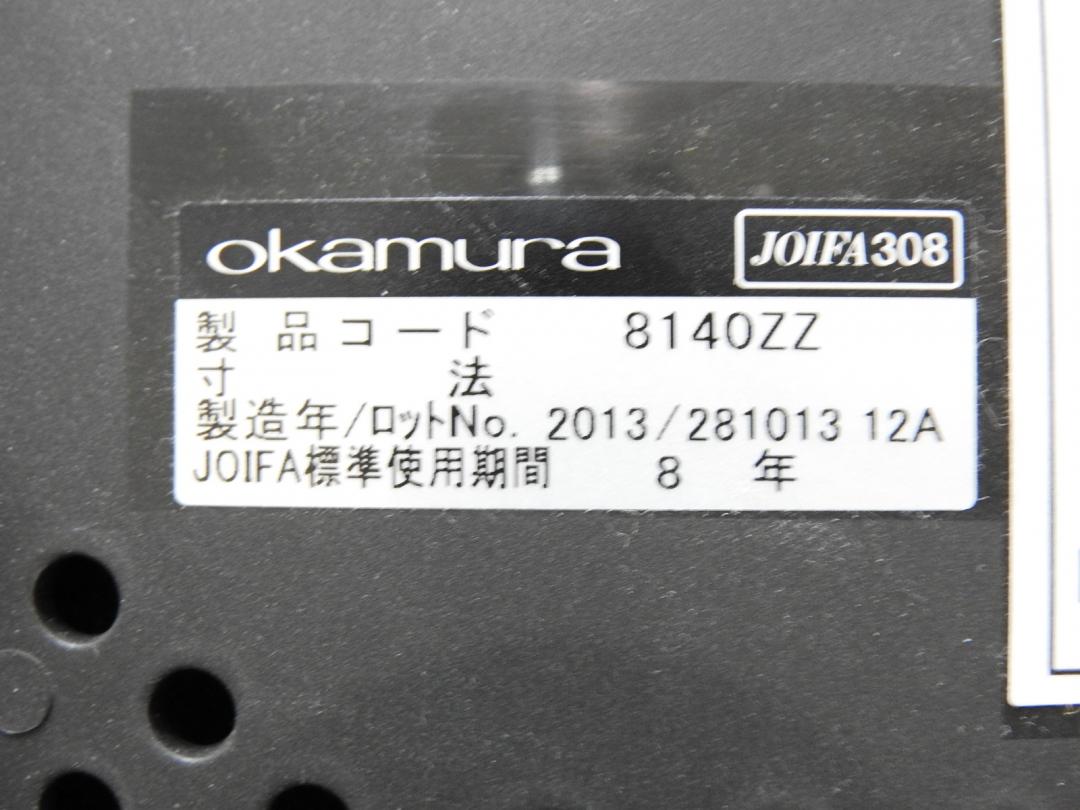 okamura JOIFA308
製品コード 8140ZZ
寸法
製造年/ロットNo. 2013/281013 12A
JOIFA標準使用期間 8 年